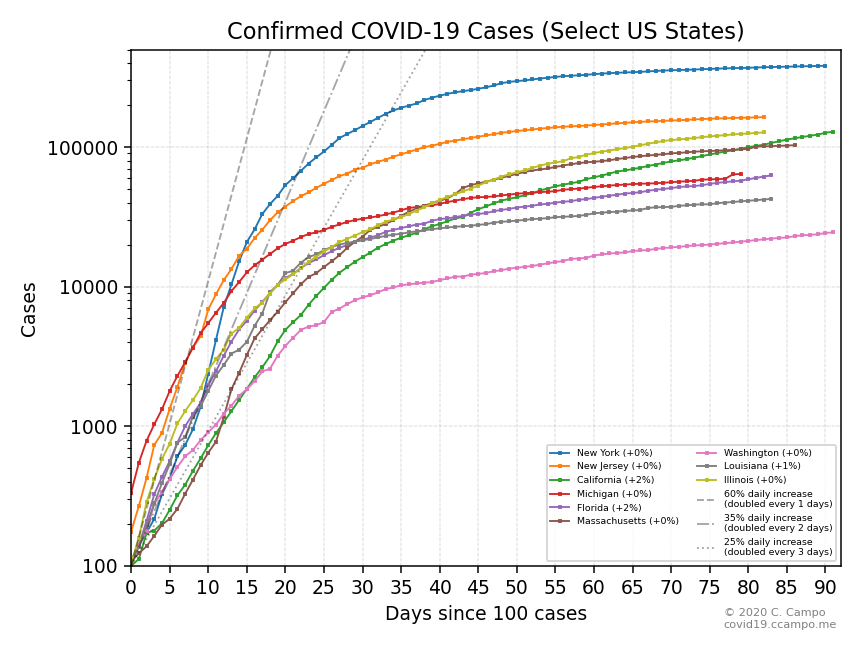 Confirmed COVID-19 Cases (Select US States)
Cases
100000
10000
1000
100
0 5 10 15 20 25 30 35 40 45 50 55 60 65 70 75 80 85 90
Days since 100 cases
New York (+0%)
New Jersey (+0%)
California (+2%)
Michigan (+0%)
Florida (+2%)
Massachusetts (+0%)
Washington (+0%)
Louisiana (+1%)
Illinois (+0%)
60% daily increase
(doubled every 1 days)
35% daily increase
(doubled every 2 days)
25% daily increase
(doubled every 3 days)
© 2020 C. Campo
covid19.ccampo.me